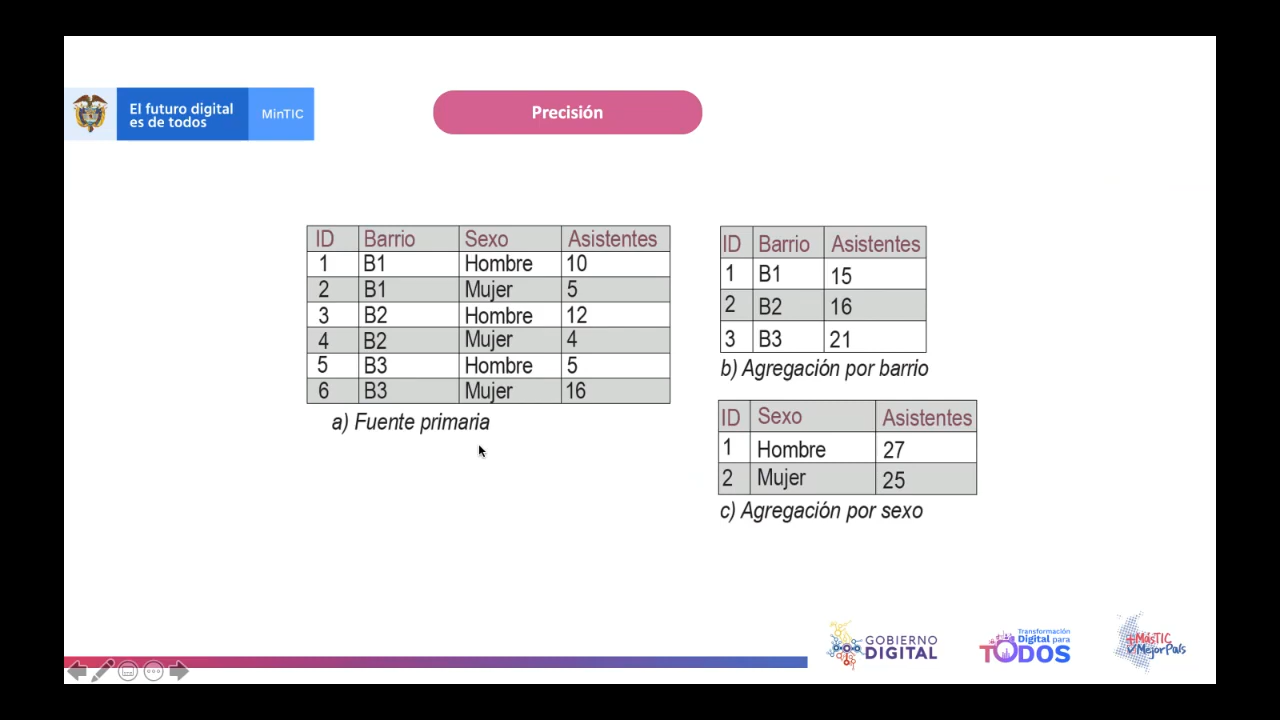 El futuro digital
es de todos
MinTIC
Precisión
ID Barrio Sexo Asistentes
1 B1 Hombre 10
2 B1 Mujer 5
3 B2 Hombre 12
4 B2 Mujer 4
5 B3 Hombre 5
6 B3 Mujer 16
a) Fuente primaria
ID Barrio Asistentes
1 B1 15
2 B2 16
3 B3 21
b) Agregación por barrio
ID Sexo Asistentes
1 Hombre 27
2 Mujer 25
c) Agregación por sexo
GOBIERNO
DIGITAL
Transformación
Digital para
TODOS
+MásTIC
MejorPaís